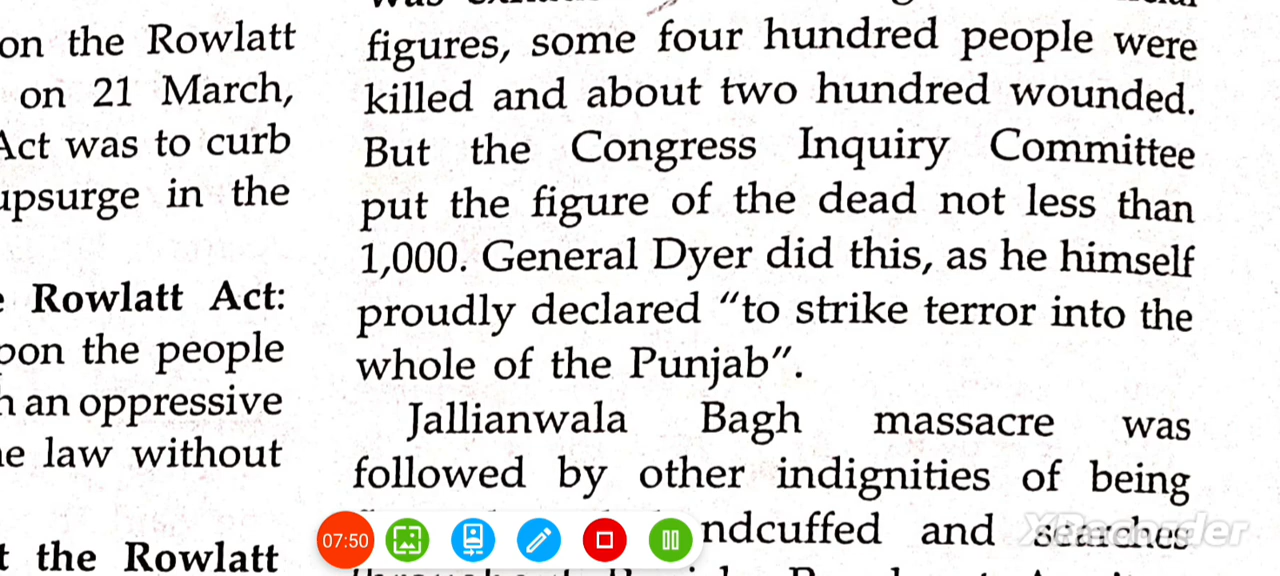 on the Rowlatt
on 21 March,
Act was to curb
upsurge in the
Rowlatt Act:
pon the people
an oppressive
law without
the Rowlatt
figures, some four hundred people were
killed and about two hundred wounded.
But the Congress Inquiry Committee
put the figure of the dead not less than
1,000. General Dyer did this, as he himself
proudly declared “to strike terror into the
whole of the Punjab”.
Jallianwala Bagh massacre was
followed by other indignities of being
ndcuffed and searches
07:50
XRecorder